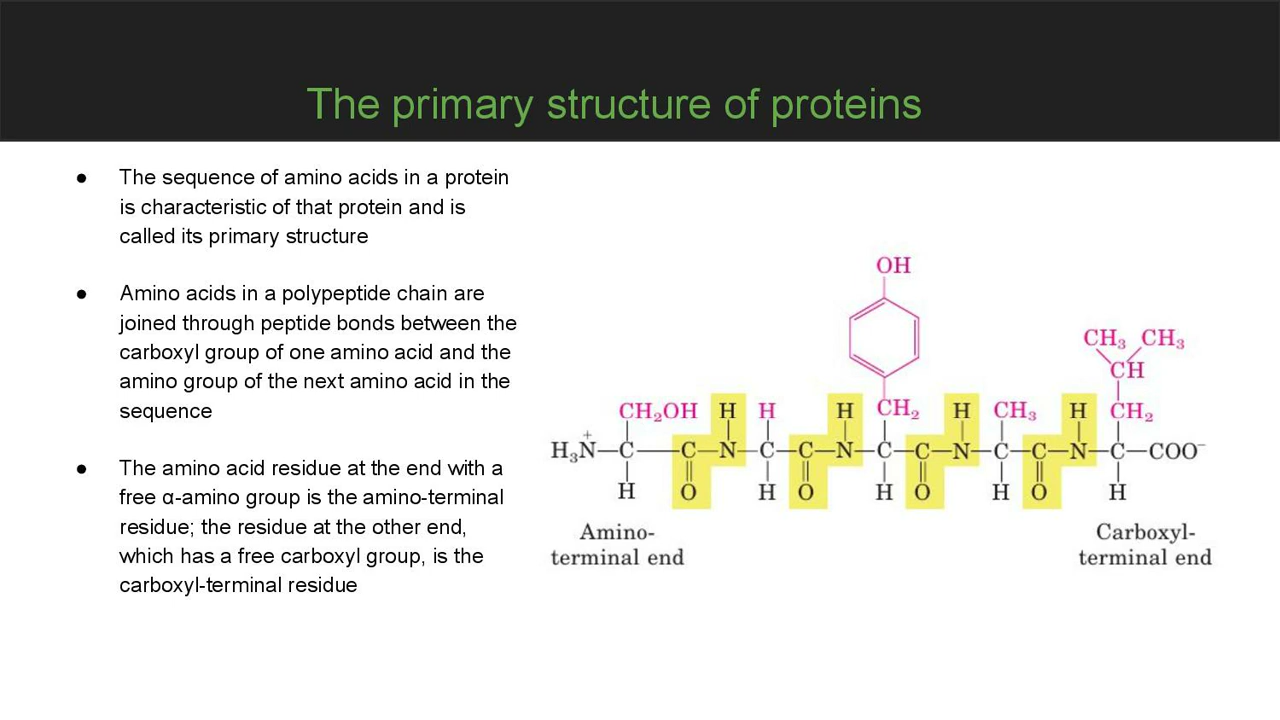 The primary structure of proteins
● The sequence of amino acids in a protein
is characteristic of that protein and is
called its primary structure
● Amino acids in a polypeptide chain are
joined through peptide bonds between the
carboxyl group of one amino acid and the
amino group of the next amino acid in the
sequence
● The amino acid residue at the end with a
free α-amino group is the amino-terminal
residue; the residue at the other end,
which has a free carboxyl group, is the
carboxyl-terminal residue
OH
CH₃ CH₃
CH
CH₂OH H H H CH₂ H CH₃ H CH₂
+
H₃N—C—C—N—C—C—N—C—C—N—C—C—N—C—COO⁻
H O H O H O H O H
Amino-
terminal end
Carboxyl-
terminal end